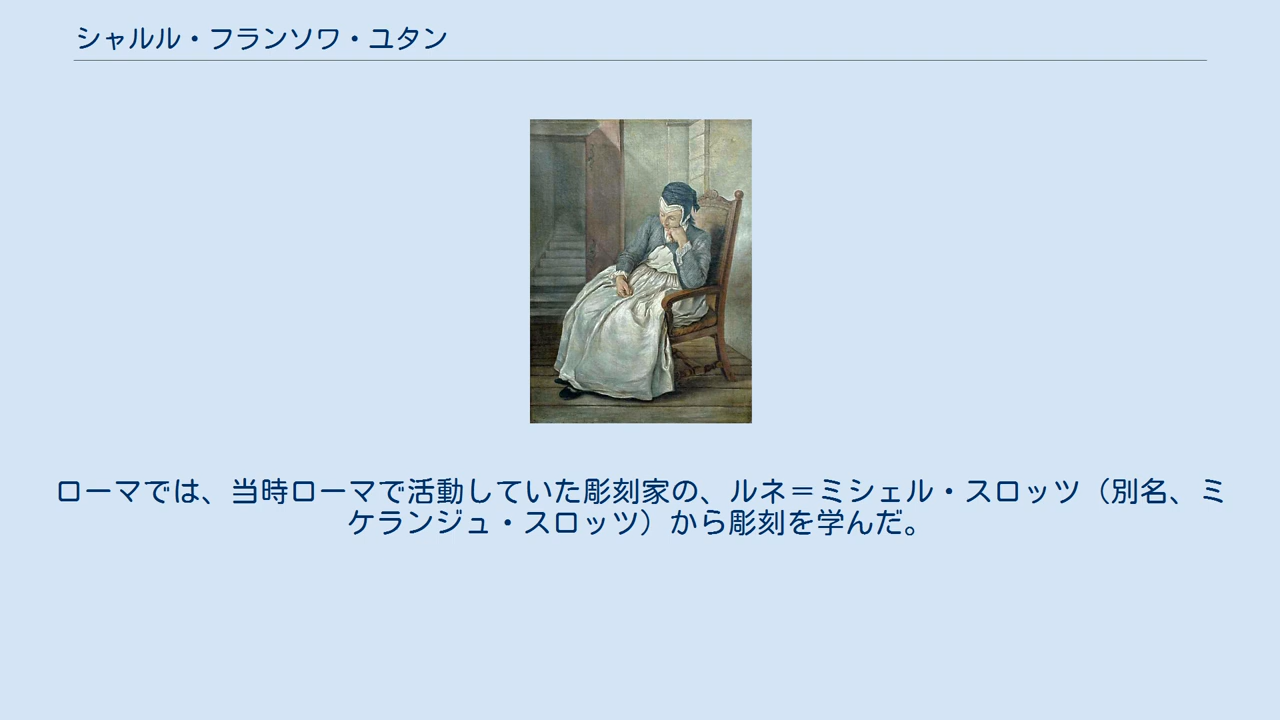 シャルル・フランソワ・ユタン
ローマでは、当時ローマで活動していた彫刻家の、ルネ＝ミシェル・スロッツ（別名、ミ
ケランジュ・スロッツ）から彫刻を学んだ。